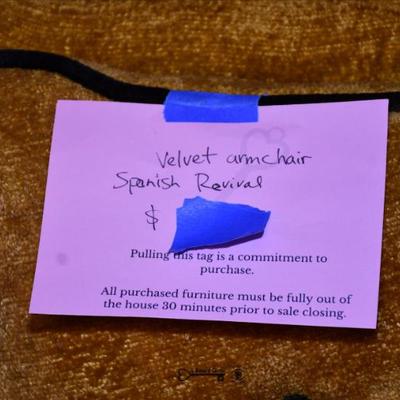 Velvet armchair
Spanish Revival
$
Pulling this tag is a commitment to
purchase.
All purchased furniture must be fully out of
the house 30 minutes prior to sale closing.